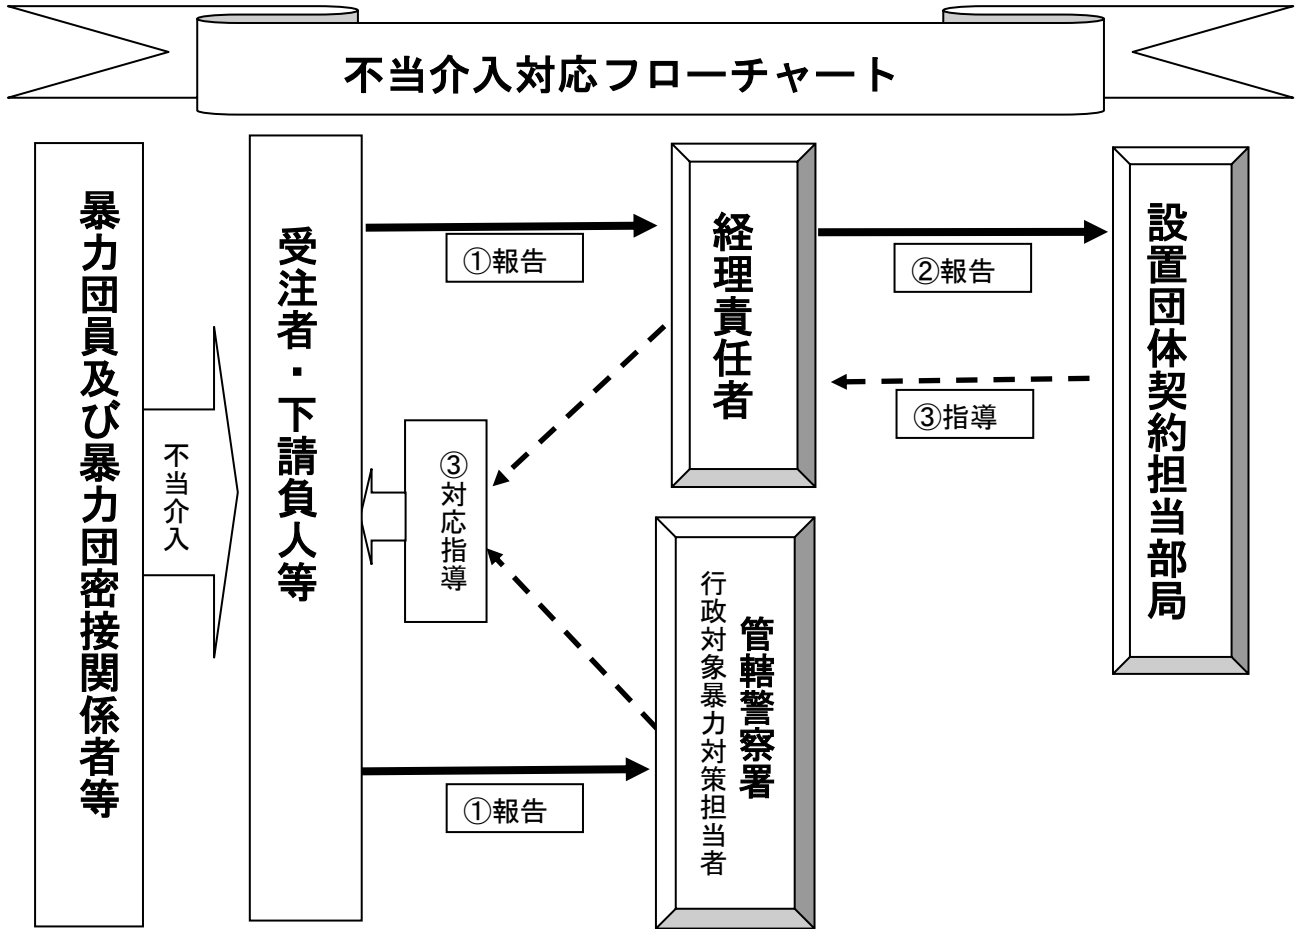 不当介入対応フローチャート
暴力団員及び暴力団密接関係者等
不当介入
受注者・下請負人等
①報告
経理責任者
②報告
設置団体契約担当部局
③指導
③対応指導
管轄警察署
行政対象暴力対策担当者
①報告